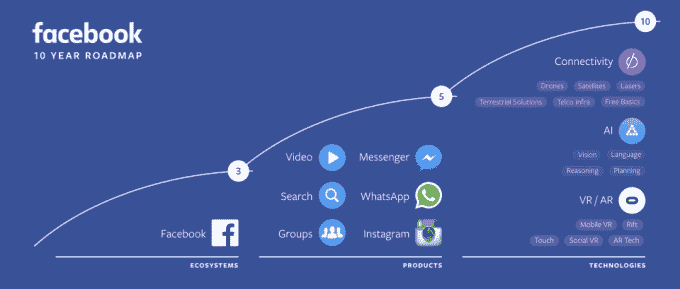 facebook
10 YEAR ROADMAP
3
5
10
Facebook
ECOSYSTEMS
Video
Messenger
Search
WhatsApp
Groups
Instagram
PRODUCTS
Connectivity
Drones Satellites Lasers
Terrestrial Solutions Telco Infra Free Basics
AI
Vision Language
Reasoning Planning
VR / AR
Mobile VR Rift
Touch Social VR AR Tech
TECHNOLOGIES